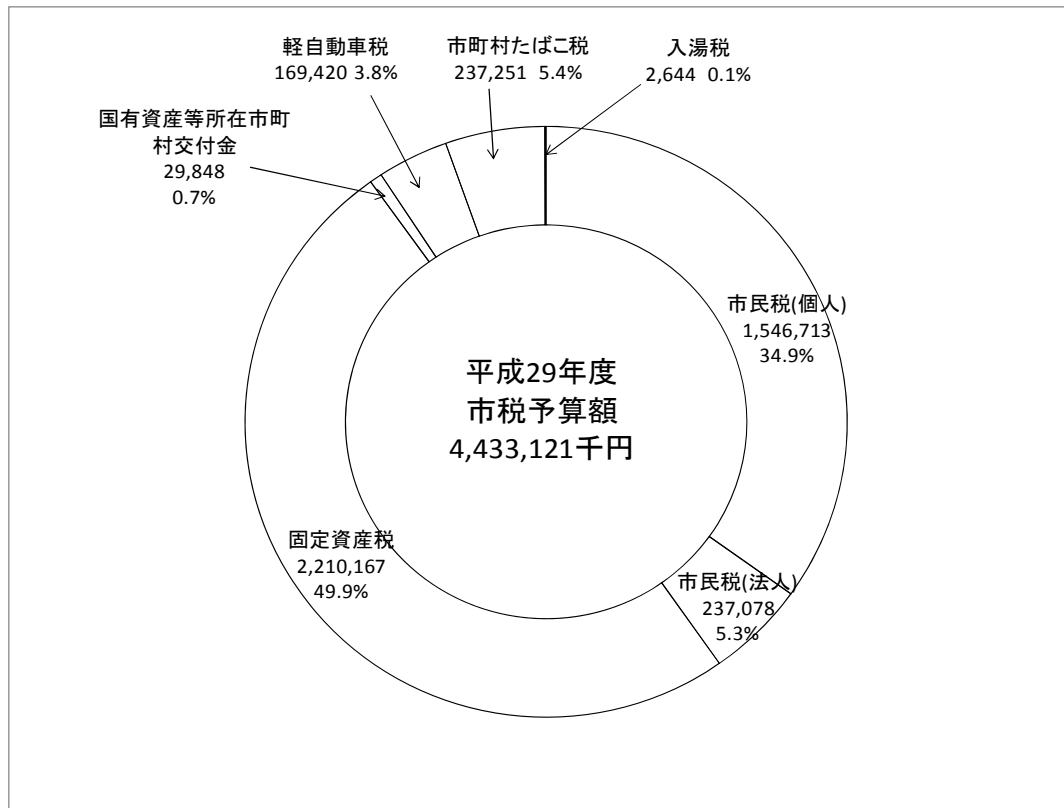 軽自動車税
169,420 3.8%
市町村たばこ税
237,251 5.4%
入湯税
2,644 0.1%
国有資産等所在市町
村交付金
29,848
0.7%
市民税(個人)
1,546,713
34.9%
平成29年度
市税予算額
4,433,121千円
固定資産税
2,210,167
49.9%
市民税(法人)
237,078
5.3%